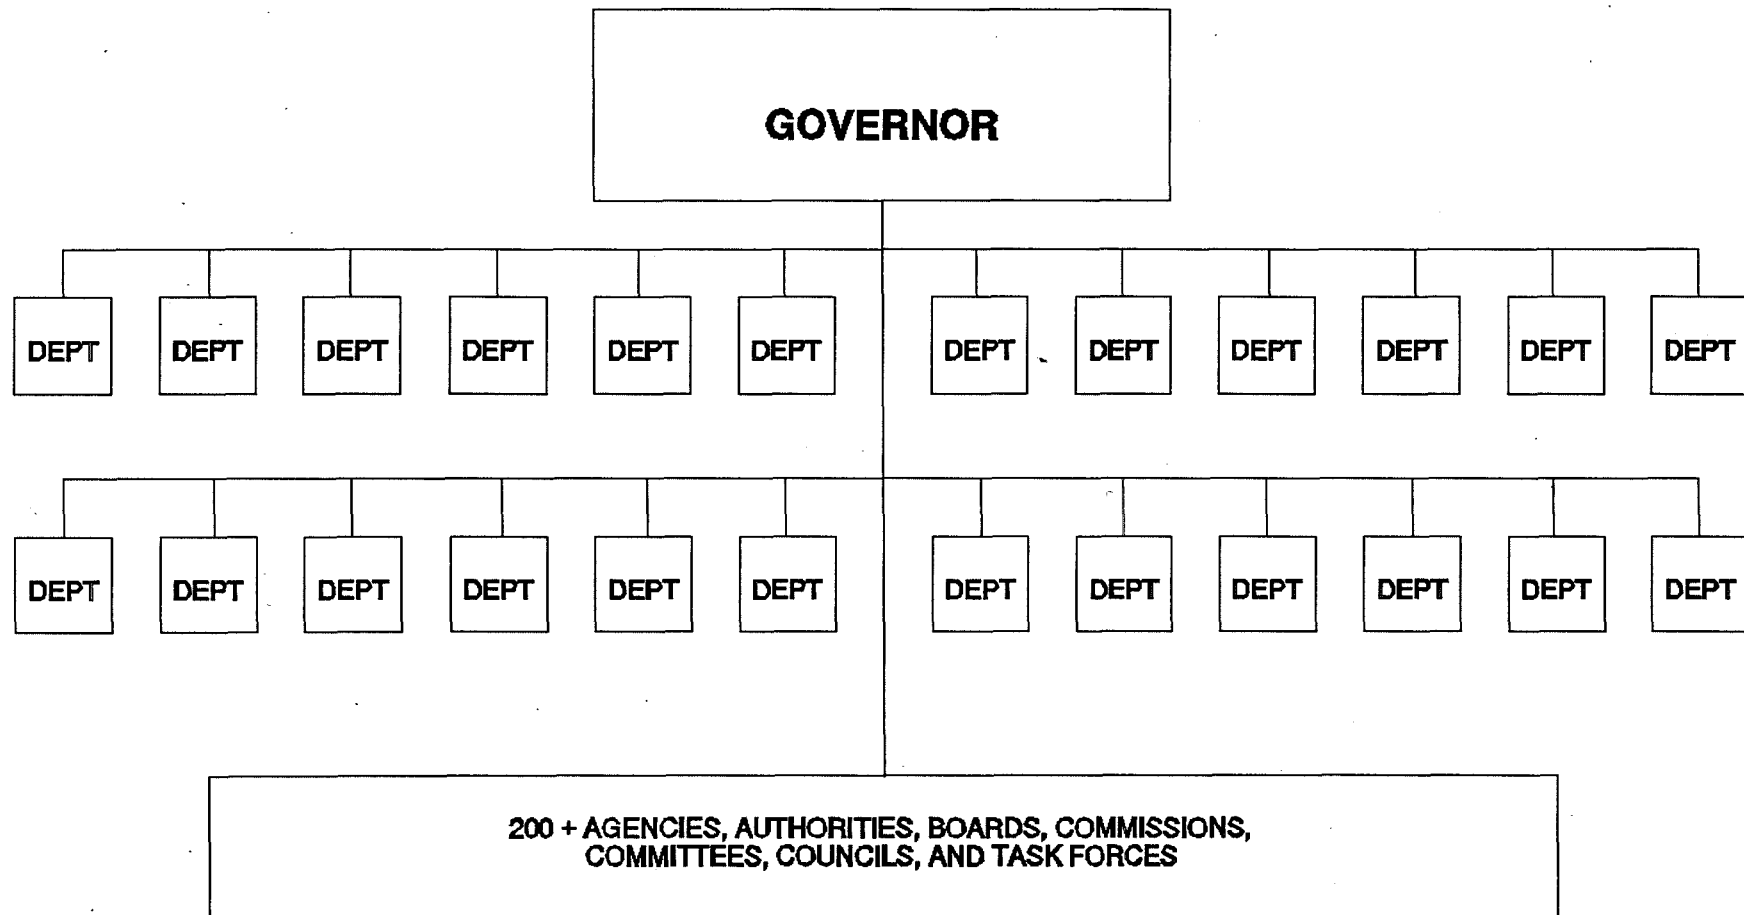 GOVERNOR
DEPT DEPT DEPT DEPT DEPT DEPT DEPT DEPT DEPT DEPT DEPT DEPT
DEPT DEPT DEPT DEPT DEPT DEPT DEPT DEPT DEPT DEPT DEPT DEPT
200 + AGENCIES, AUTHORITIES, BOARDS, COMMISSIONS,
COMMITTEES, COUNCILS, AND TASK FORCES